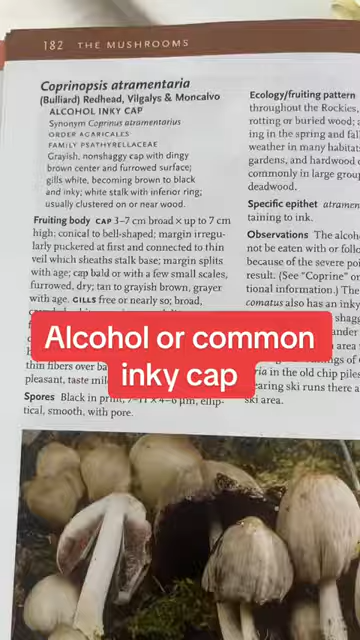 182 THE MUSHROOMS
Coprinopsis atramentaria
(Bulliard) Redhead, Vilgalys & Moncalvo
ALCOHOL INKY CAP
Synonym Coprinus atramentarius
ORDER AGARICALES
FAMILY PSATHYRELLACEAE
Grayish, nonshaggy cap with dingy
brown center and furrowed surface;
gills white, becoming brown to black
and inky; white stalk with inferior ring;
usually clustered on or near wood.
Fruiting body CAP 3–7 cm broad × up to 7 cm
high; conical to bell-shaped; margin irregu-
larly puckered at first and connected to thin
veil which sheaths stalk base; margin splits
with age; cap bald or with a few small scales,
furrowed, dry; tan to grayish brown, grayer
with age. GILLS free or nearly so; broad,
thin fibers over
pleasant, taste
Spores Black in print, 7–11 × 4–6 µm, ellip-
tical, smooth, with pore.
Ecology/fruiting pattern
throughout the Rockies,
rotting or buried wood;
ing in the spring and fall
weather in many habitat
gardens, and hardwood
commonly in large group
deadwood.
Specific epithet atramen
taining to ink.
Observations The alcoh
not be eaten with or follo
because of the severe poi
result. (See "Coprine" or
tional information.) The
comatus also has an inky
shagg
ander
area
of
in the old chip piles
earing ski runs there a
ski area.
Alcohol or common
inky cap